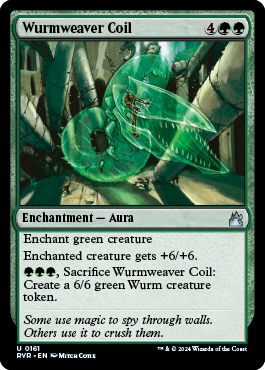 Wurmweaver Coil 4
Enchantment — Aura
Enchant green creature
Enchanted creature gets +6/+6.
, Sacrifice Wurmweaver Coil:
Create a 6/6 green Wurm creature
token.
Some use magic to spy through walls.
Others use it to crush them.
U 0161
RVR • EN Mitch Cotie
™ & © 2024 Wizards of the Coast